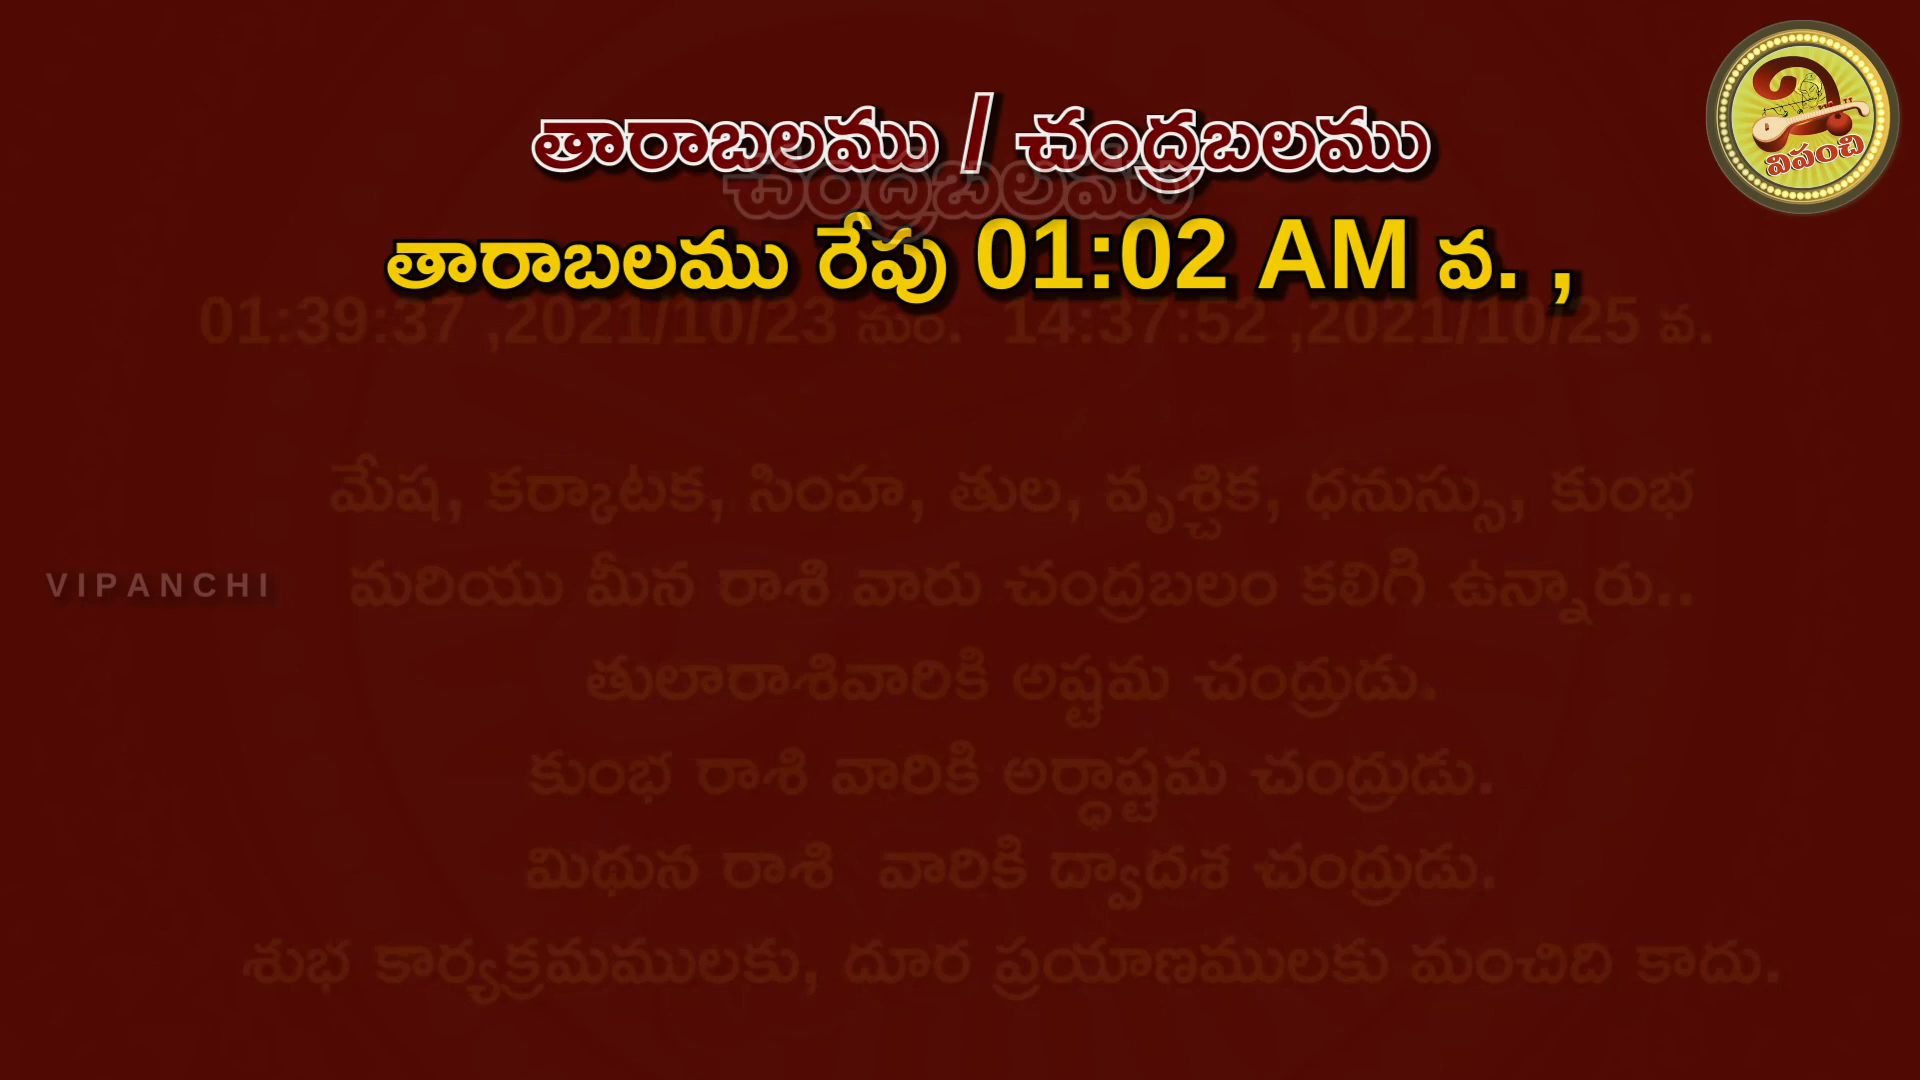 విపంచి
తారాబలము / చంద్రబలము
చంద్రబలము
తారాబలము రేపు 01:02 AM వ. ,
01:39:37 ,2021/10/23 నుం. 14:37:52 ,2021/10/25 వ.
మేష, కర్కాటక, సింహ, తుల, వృశ్చిక, ధనుస్సు, కుంభ
మరియు మీన రాశి వారు చంద్రబలం కలిగి ఉన్నారు..
VIPANCHI
తులారాశివారికి అష్టమ చంద్రుడు.
కుంభ రాశి వారికి అర్ధాష్టమ చంద్రుడు.
మిథున రాశి వారికి ద్వాదశ చంద్రుడు.
శుభ కార్యక్రమములకు, దూర ప్రయాణములకు మంచిది కాదు.